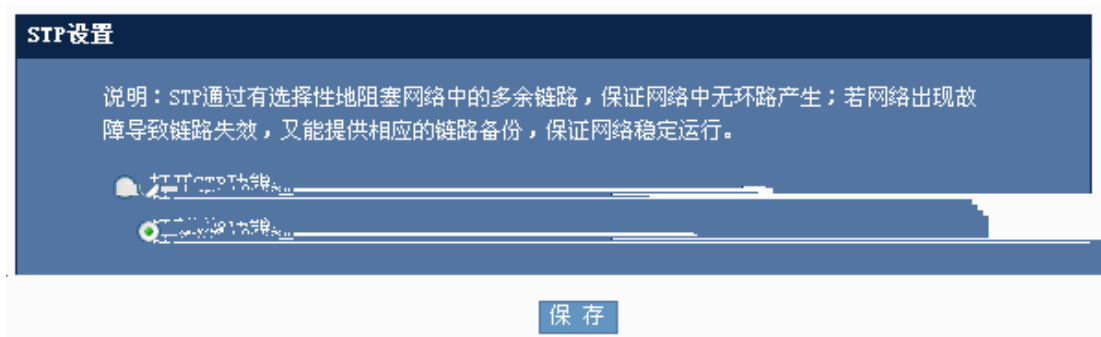 STP设置
说明：STP通过有选择性地阻塞网络中的多余链路，保证网络中无环路产生；若网络出现故
障导致链路失效，又能提供相应的链路备份，保证网络稳定运行。
保 存